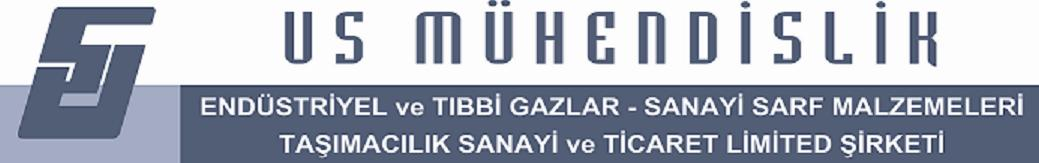 US MÜHENDİSLİK
ENDÜSTRİYEL ve TIBBİ GAZLAR - SANAYİ SARF MALZEMELERİ
TAŞIMACILIK SANAYİ ve TİCARET LİMİTED ŞİRKETİ